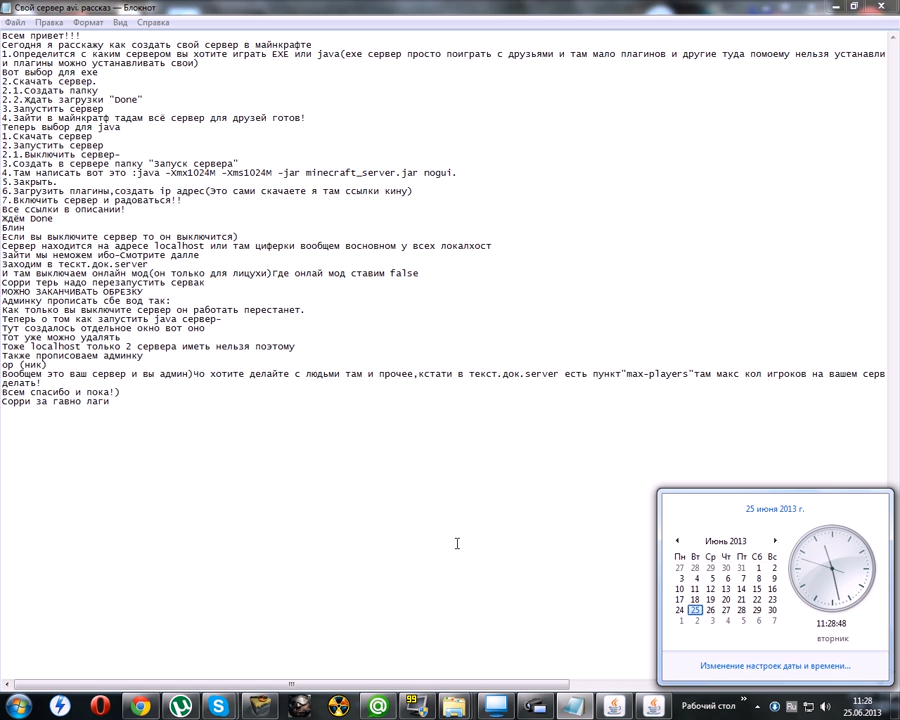 Свой сервер avi. рассказ — Блокнот
Файл Правка Формат Вид Справка
Всем привет!!!
Сегодня я расскажу как создать свой сервер в майнкрафте
1.Определится с каким сервером вы хотите играть EXE или java(exe сервер просто поиграть с друзьями и там мало плагинов и другие туда помоему нельзя устанавли
и плагины можно устанавливать свои)
Вот выбор для exe
2.Скачать сервер.
2.1.Создать папку
2.2.Ждать загрузки "Done"
3.Запустить сервер
4.Зайти в майнкратф тадам всё сервер для друзей готов!
Теперь выбор для java
1.Скачать сервер
2.Запустить сервер
2.1.Выключить сервер-
3.Создать в сервере папку "Запуск сервера"
4.Там написать вот это :java -Xmx1024M -Xms1024M -jar minecraft_server.jar nogui.
5.Закрыть.
6.Загрузить плагины,создать ip адрес(Это сами скачаете я там ссылки кину)
7.Включить сервер и радоваться!!
Все ссылки в описании!
Ждём Done
Блин
Если вы выключите сервер то он выключится)
Сервер находится на адресе localhost или там циферки вообщем восновном у всех локалхост
Зайти мы неможем ибо-Смотрите далле
Заходим в тескт.док.server
И там выключаем онлайн мод(он только для лицухи)Где онлай мод ставим false
Сорри терь надо перезапустить сервак
МОЖНО ЗАКАНЧИВАТЬ ОБРЕЗКУ
Админку прописать сбе вод так:
Как только вы выключите сервер он работать перестанет.
Теперь о том как запустить java сервер-
Тут создалось отдельное окно вот оно
Тот уже можно удалять
Тоже localhost только 2 сервера иметь нельзя поэтому
Также прописоваем админку
op (ник)
Вообщем это ваш сервер и вы админ)Чо хотите делайте с людьми там и прочее,кстати в текст.док.server есть пункт"max-players"там макс кол игроков на вашем серв
делать!
Всем спасибо и пока!)
Сорри за гавно лаги
25 июня 2013 г.
Июнь 2013
Пн Вт Ср Чт Пт Сб Вс
27 28 29 30 31 1 2
3 4 5 6 7 8 9
10 11 12 13 14 15 16
17 18 19 20 21 22 23
24 25 26 27 28 29 30
1 2 3 4 5 6 7
11:28:48
вторник
Изменение настроек даты и времени...
99
Рабочий стол
»
Ru
11:28
25.06.2013